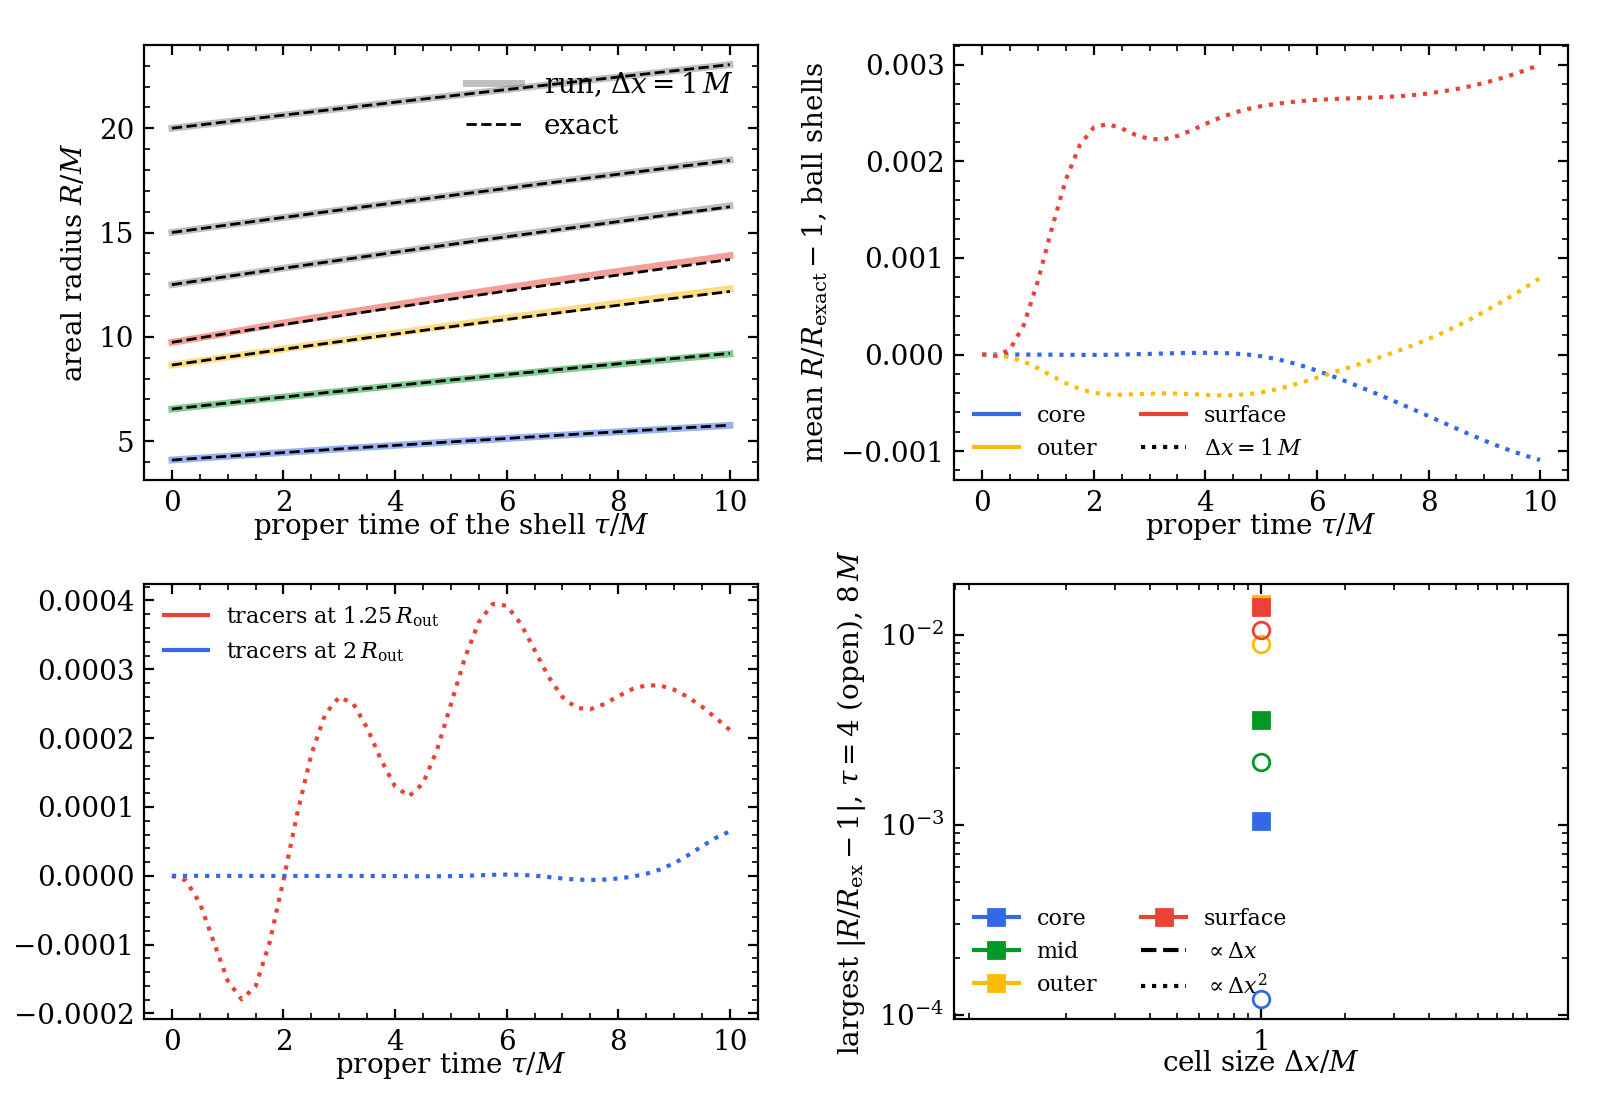 areal radius R/M
20
15
10
5
run, Δx = 1 M
exact
0 2 4 6 8 10
proper time of the shell τ/M
mean R/R_exact − 1, ball shells
0.003
0.002
0.001
0.000
−0.001
core
outer
surface
Δx = 1 M
0 2 4 6 8 10
proper time τ/M
0.0004
0.0003
0.0002
0.0001
0.0000
−0.0001
−0.0002
tracers at 1.25 R_out
tracers at 2 R_out
0 2 4 6 8 10
proper time τ/M
largest |R/R_ex − 1|, τ = 4 (open), 8 M
10⁻²
10⁻³
10⁻⁴
core
mid
outer
surface
∝ Δx
∝ Δx²
1
cell size Δx/M